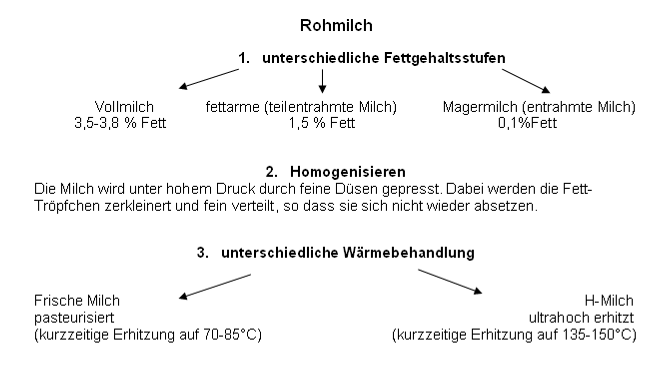 Rohmilch
1. unterschiedliche Fettgehaltsstufen
Vollmilch fettarme (teilentrahmte Milch) Magermilch (entrahmte Milch)
3,5-3,8 % Fett 1,5 % Fett 0,1%Fett
2. Homogenisieren
Die Milch wird unter hohem Druck durch feine Düsen gepresst. Dabei werden die Fett-
Tröpfchen zerkleinert und fein verteilt, so dass sie sich nicht wieder absetzen.
3. unterschiedliche Wärmebehandlung
Frische Milch H-Milch
pasteurisiert ultrahoch erhitzt
(kurzzeitige Erhitzung auf 70-85°C) (kurzzeitige Erhitzung auf 135-150°C)